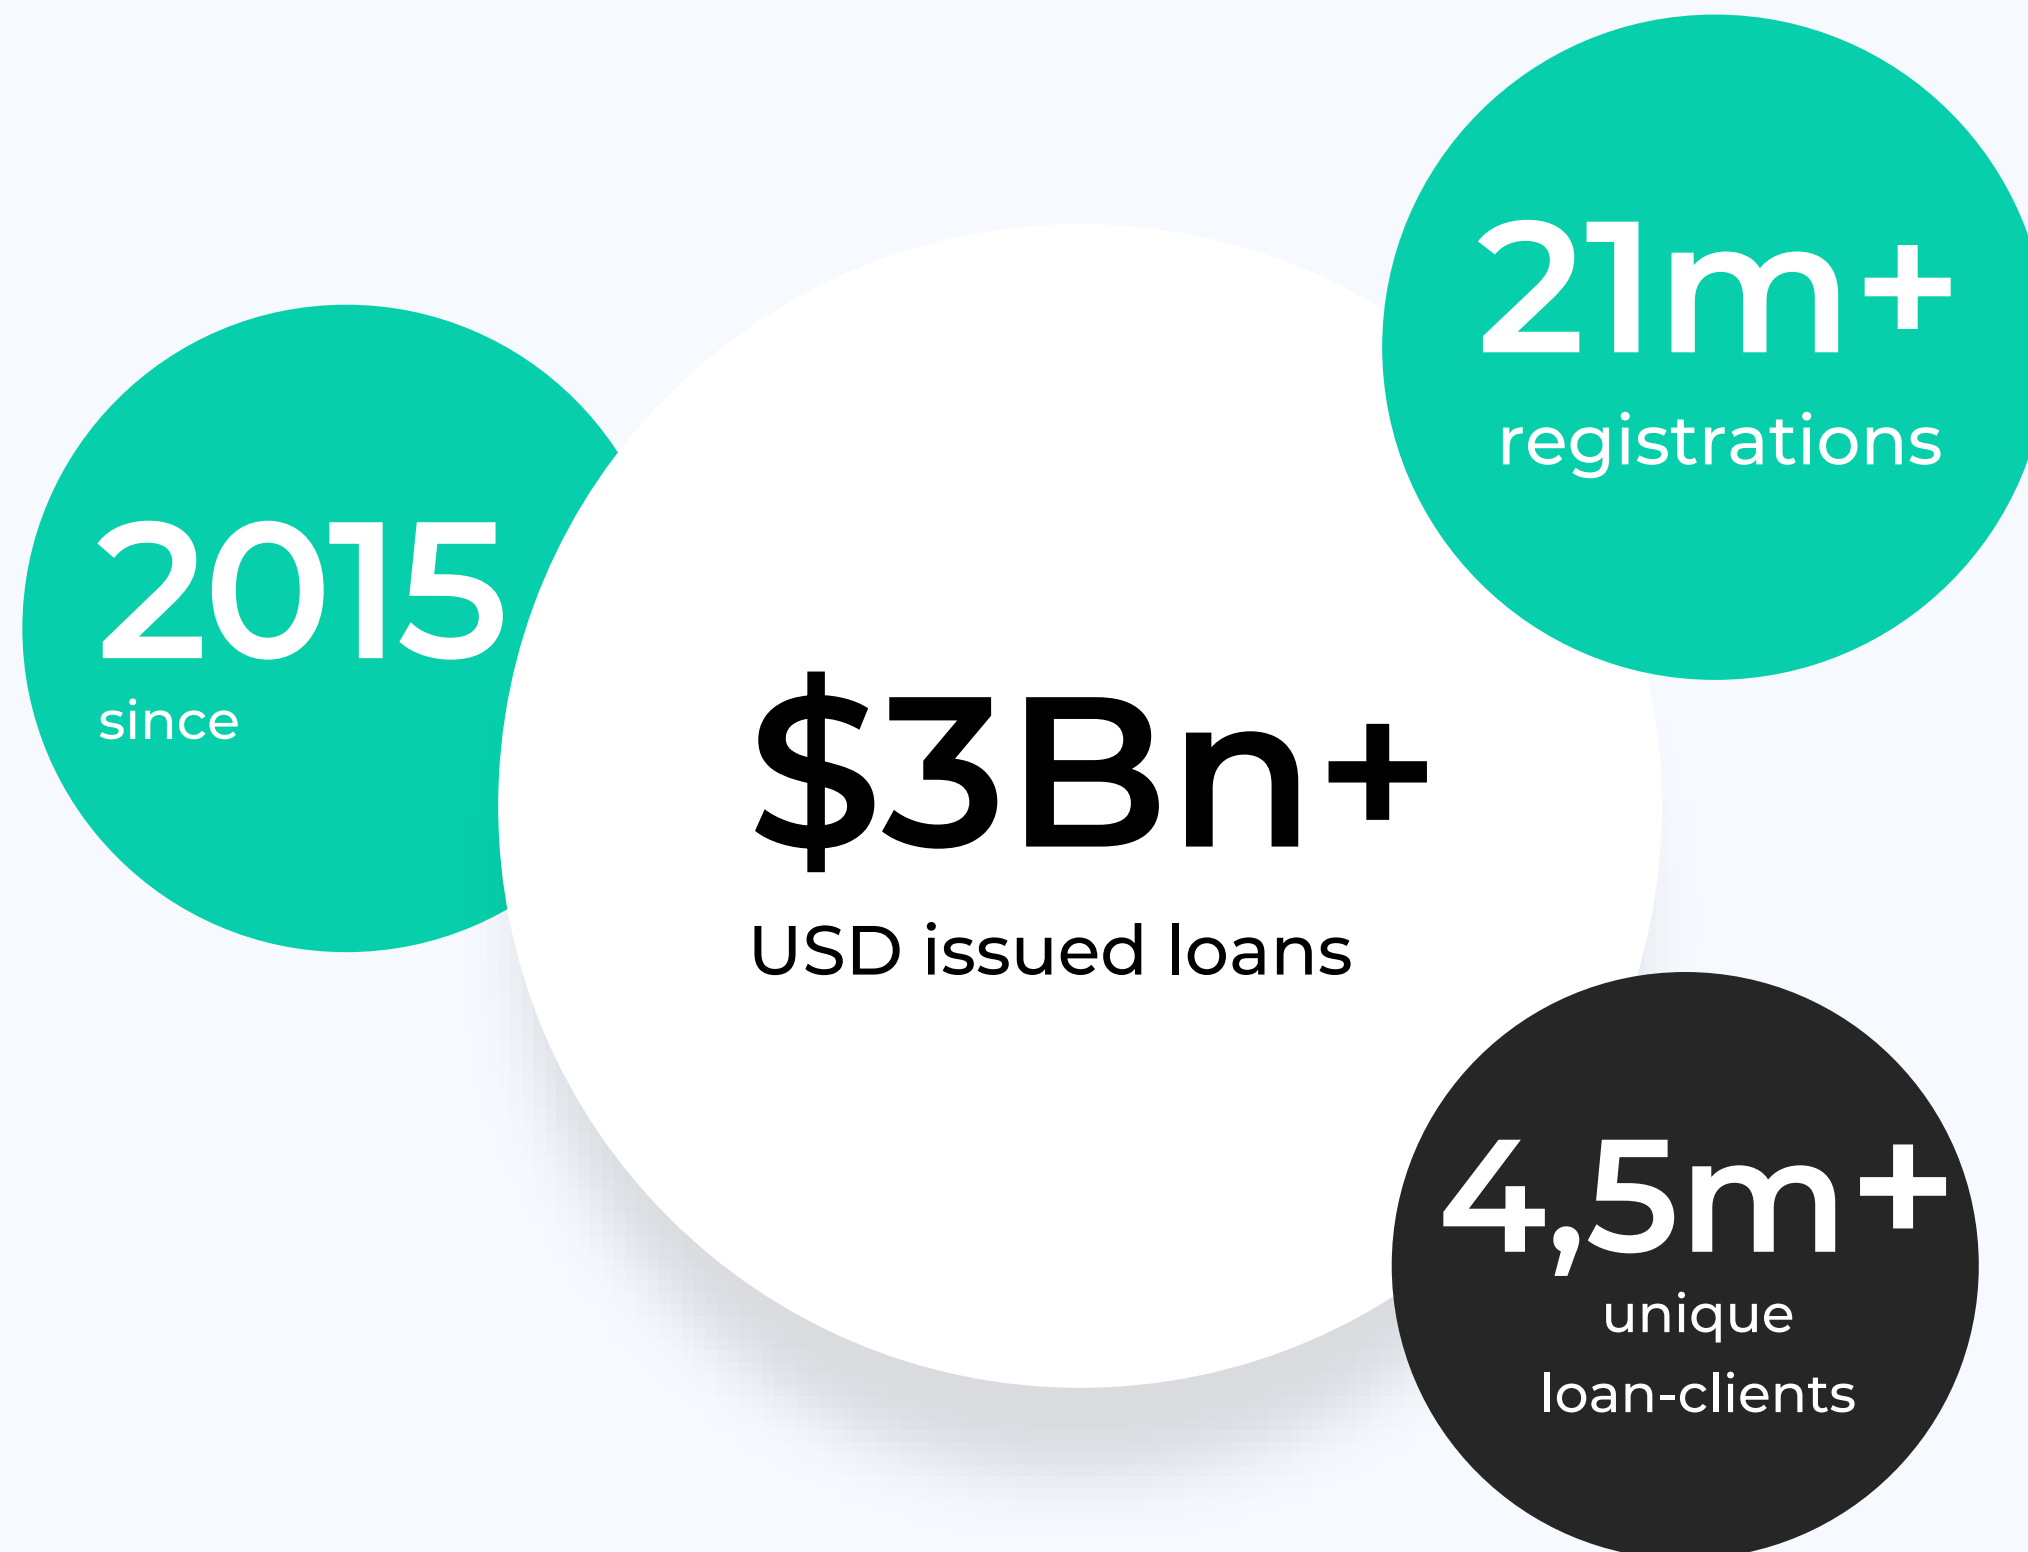 21m+
registrations
2015
since
$3Bn+
USD issued loans
4,5m+
unique
loan-clients